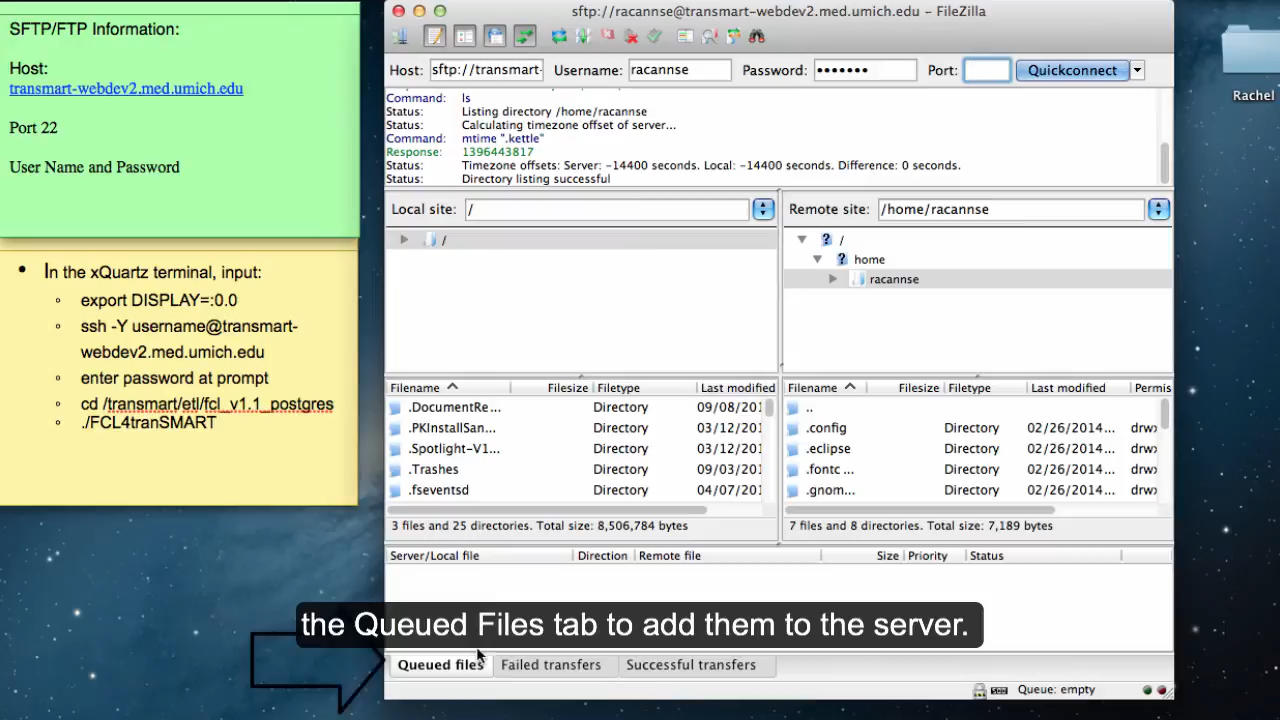 SFTP/FTP Information:
Host:
transmart-webdev2.med.umich.edu
Port 22
User Name and Password
In the xQuartz terminal, input:
export DISPLAY=:0.0
ssh -Y username@transmart-
webdev2.med.umich.edu
enter password at prompt
cd /transmart/etl/fcl_v1.1_postgres
./FCL4tranSMART
sftp://racannse@transmart-webdev2.med.umich.edu - FileZilla
Host: sftp://transmart- Username: racannse Password: ••••••• Port: Quickconnect
Command: ls
Status: Listing directory /home/racannse
Status: Calculating timezone offset of server...
Command: mtime ".kettle"
Response: 1396443817
Status: Timezone offsets: Server: -14400 seconds. Local: -14400 seconds. Difference: 0 seconds.
Status: Directory listing successful
Local site: /
/
Filename Filesize Filetype Last modified
.DocumentRe... Directory 09/08/201
.PKInstallSan... Directory 03/12/201
.Spotlight-V1... Directory 03/12/201
.Trashes Directory 09/03/201
.fseventsd Directory 04/07/201
3 files and 25 directories. Total size: 8,506,784 bytes
Remote site: /home/racannse
/
home
racannse
Filename Filesize Filetype Last modified Permis
..
.config Directory 02/26/2014... drwx
.eclipse Directory 02/26/2014... drwx
.fontc ... Directory 02/26/2014... drwx
.gnom... Directory 02/26/2014... drwx
7 files and 8 directories. Total size: 7,189 bytes
Server/Local file Direction Remote file Size Priority Status
the Queued Files tab to add them to the server.
Queued files Failed transfers Successful transfers
Queue: empty
Rachel